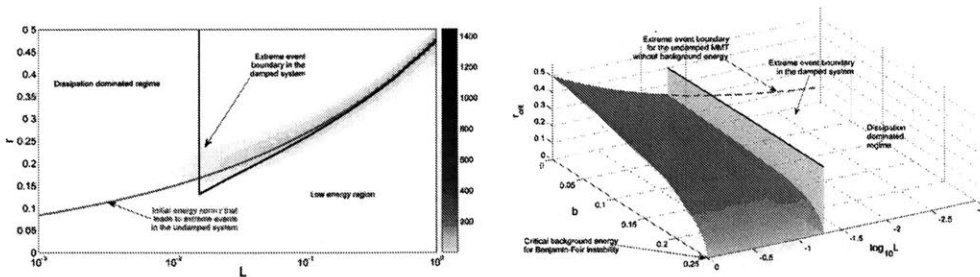 0.5
0.45
0.4
0.35
0.3
0.25
0.2
0.15
0.1
0.05
0
r
Dissipation dominated regime
Extreme event
boundary in the
damped system
Low energy region
Initial energy norm that
leads to extreme events
in the undamped system
10⁻³
10⁻²
10⁻¹
10⁰
L
1400
1200
1000
800
600
400
200
Extreme event boundary
for the undamped MMT
without background energy
Extreme event boundary
in the damped system
Dissipation
dominated
regime
r_crit
0.5
0.4
0.3
0.2
0.1
0
0
0.05
0.1
0.15
0.2
0.25
b
Critical background energy
for Benjamin-Feir instability
0
-0.5
-1
-1.5
-2
-2.5
log₁₀L